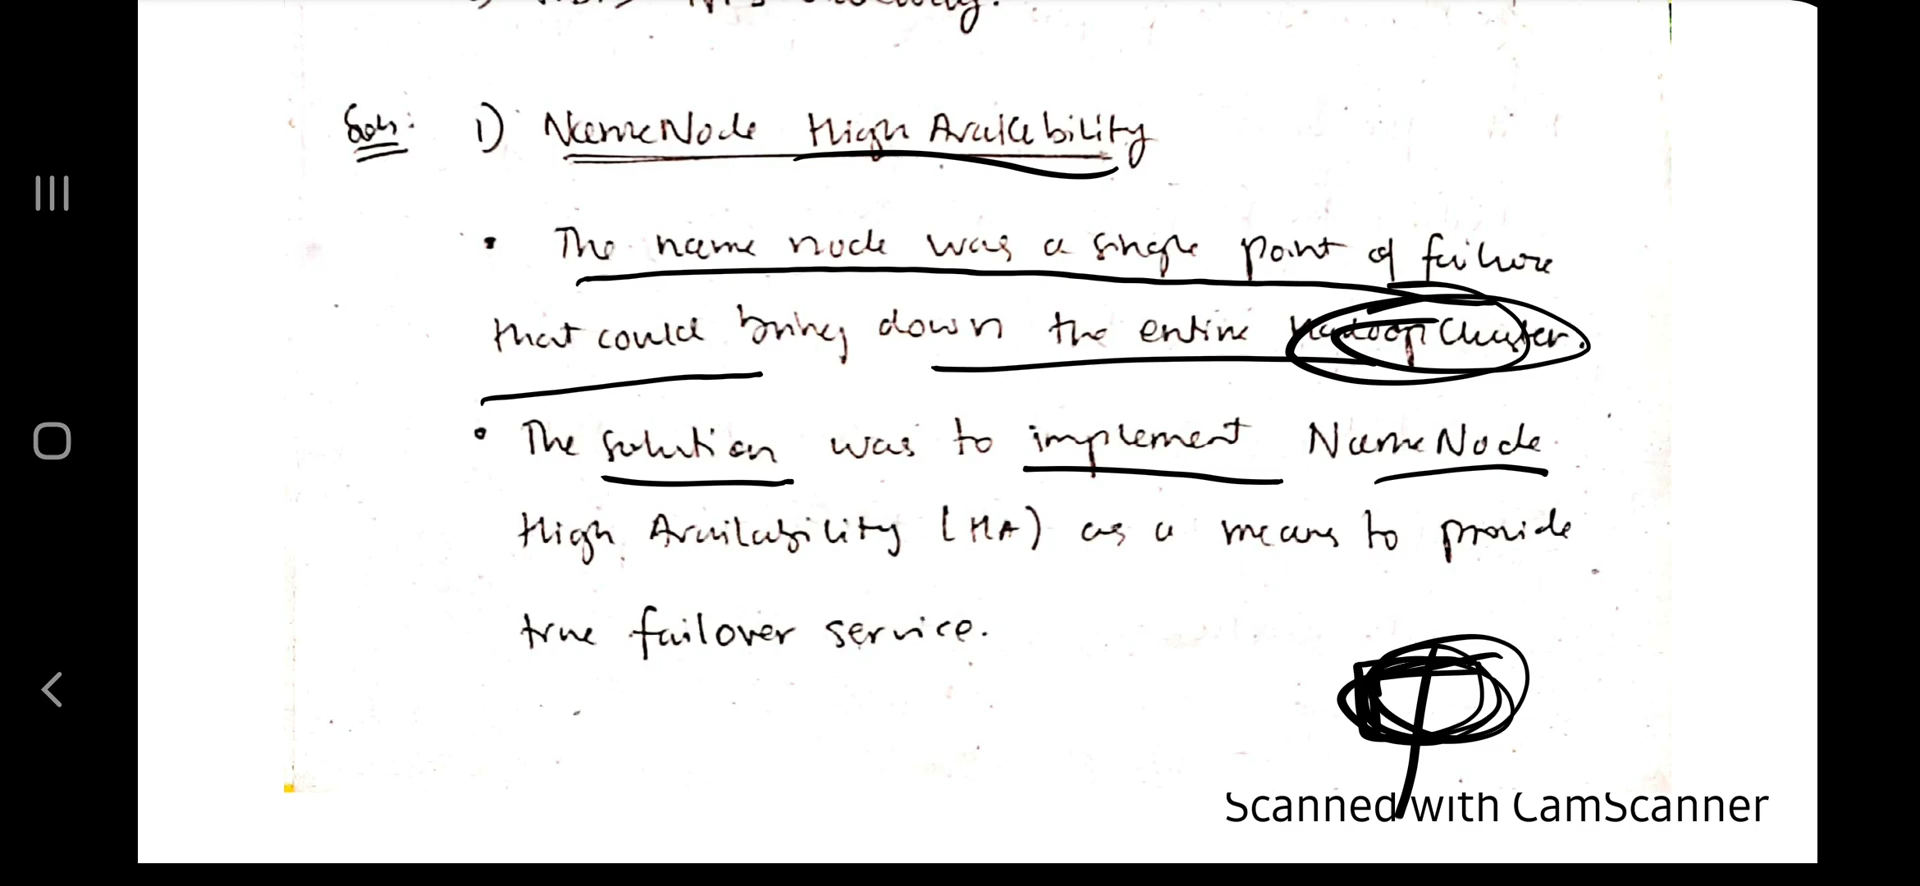 Soln: 1) NameNode High Availability
• The name node was a single point of failure
that could bring down the entire Hadoop Cluster.
• The solution was to implement NameNode
High Availability (HA) as a means to provide
true failover service.
Scanned with CamScanner